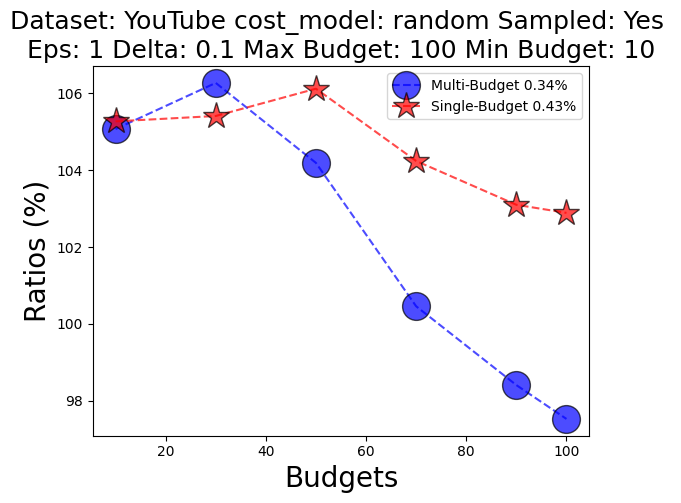 Dataset: YouTube cost_model: random Sampled: Yes
Eps: 1 Delta: 0.1 Max Budget: 100 Min Budget: 10
Multi-Budget 0.34%
Single-Budget 0.43%
106
104
102
100
98
Ratios (%)
20 40 60 80 100
Budgets